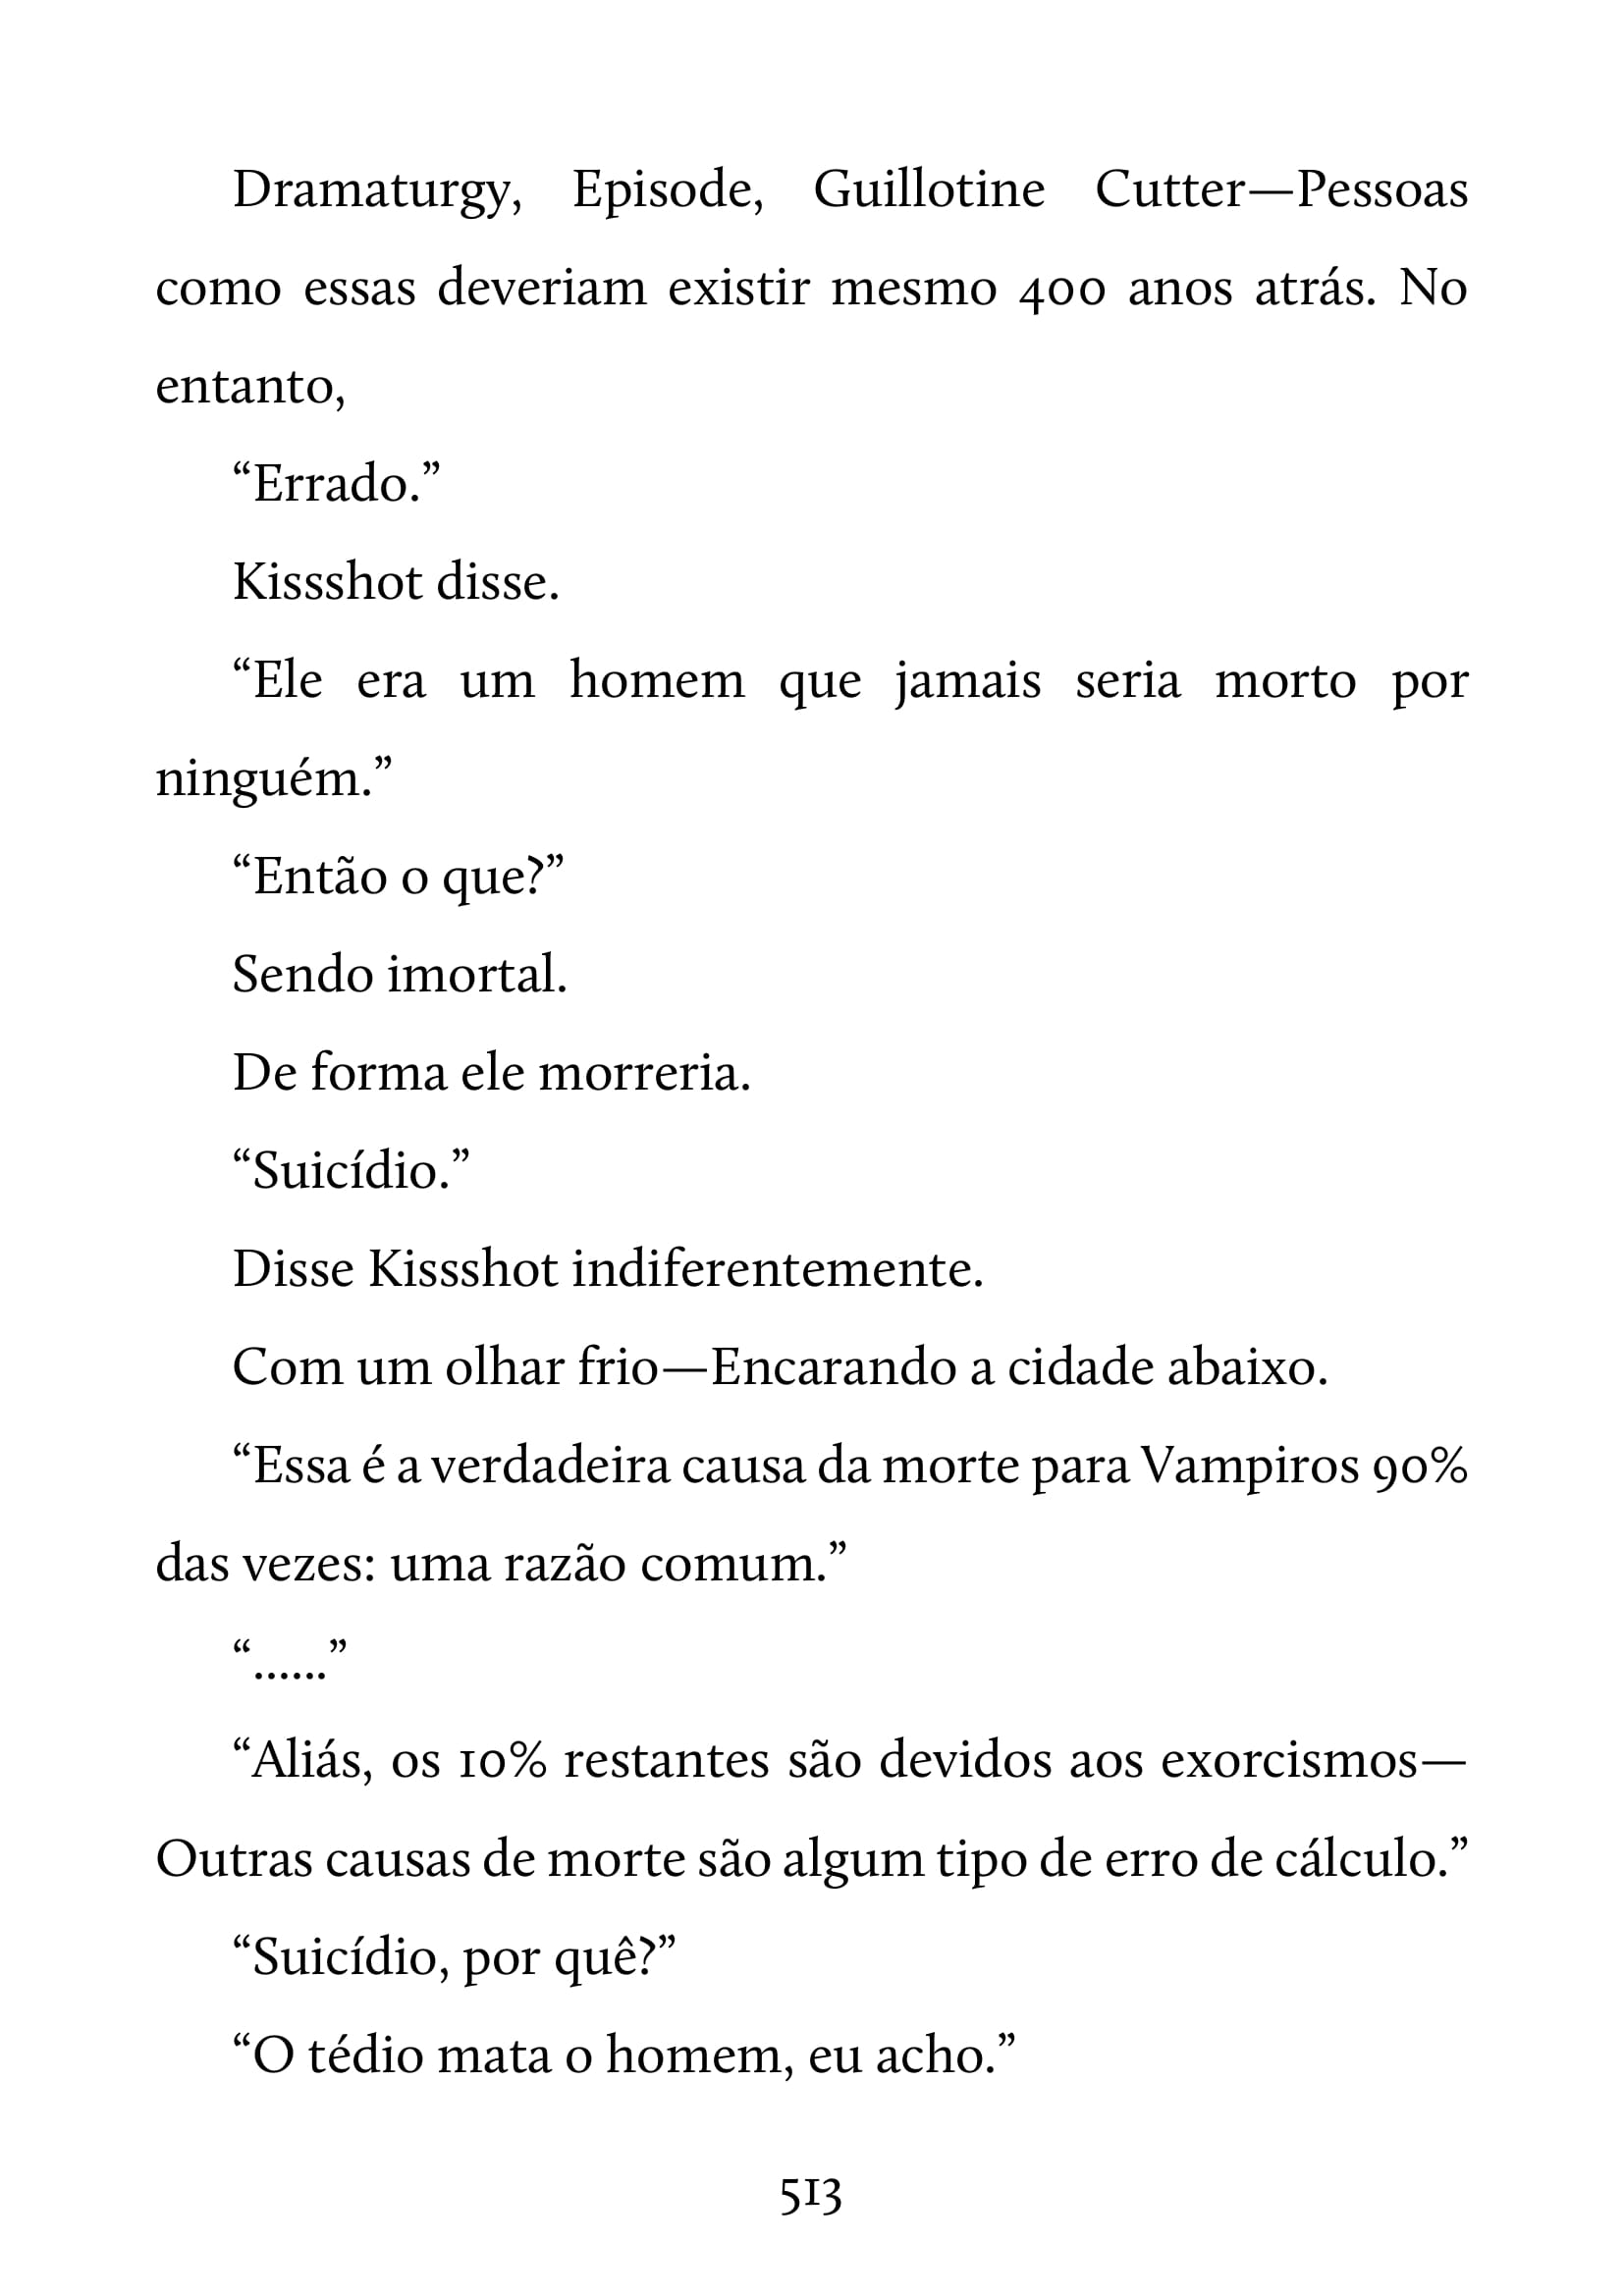 Dramaturgy, Episode, Guillotine Cutter—Pessoas
como essas deveriam existir mesmo 400 anos atrás. No
entanto,
“Errado.”
Kissshot disse.
“Ele era um homem que jamais seria morto por
ninguém.”
“Então o que?”
Sendo imortal.
De forma ele morreria.
“Suicídio.”
Disse Kissshot indiferentemente.
Com um olhar frio—Encarando a cidade abaixo.
“Essa é a verdadeira causa da morte para Vampiros 90%
das vezes: uma razão comum.”
“......”
“Aliás, os 10% restantes são devidos aos exorcismos—
Outras causas de morte são algum tipo de erro de cálculo.”
“Suicídio, por quê?”
“O tédio mata o homem, eu acho.”
513